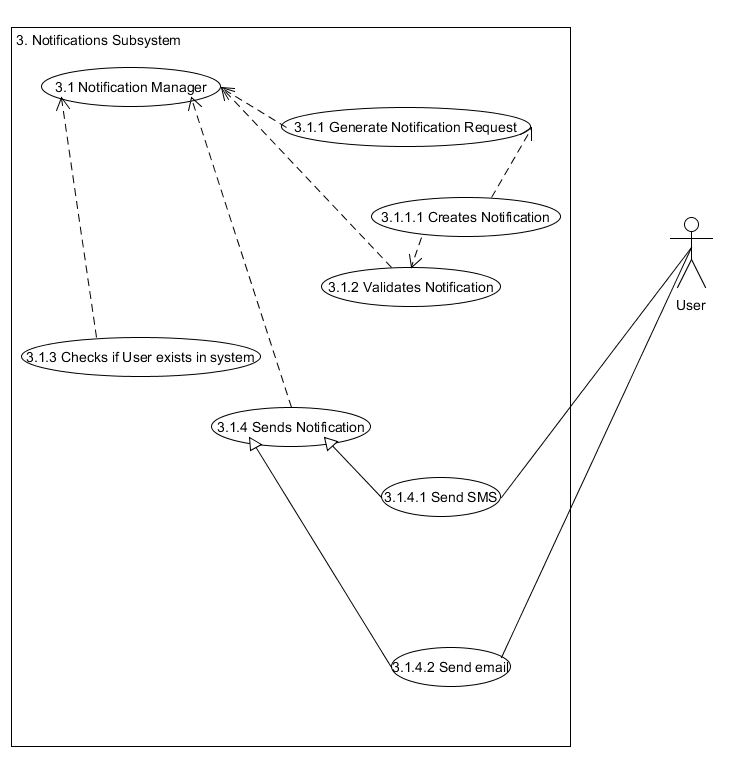 3. Notifications Subsystem
3.1 Notification Manager
3.1.1 Generate Notification Request
3.1.1.1 Creates Notification
3.1.2 Validates Notification
User
3.1.3 Checks if User exists in system
3.1.4 Sends Notification
3.1.4.1 Send SMS
3.1.4.2 Send email